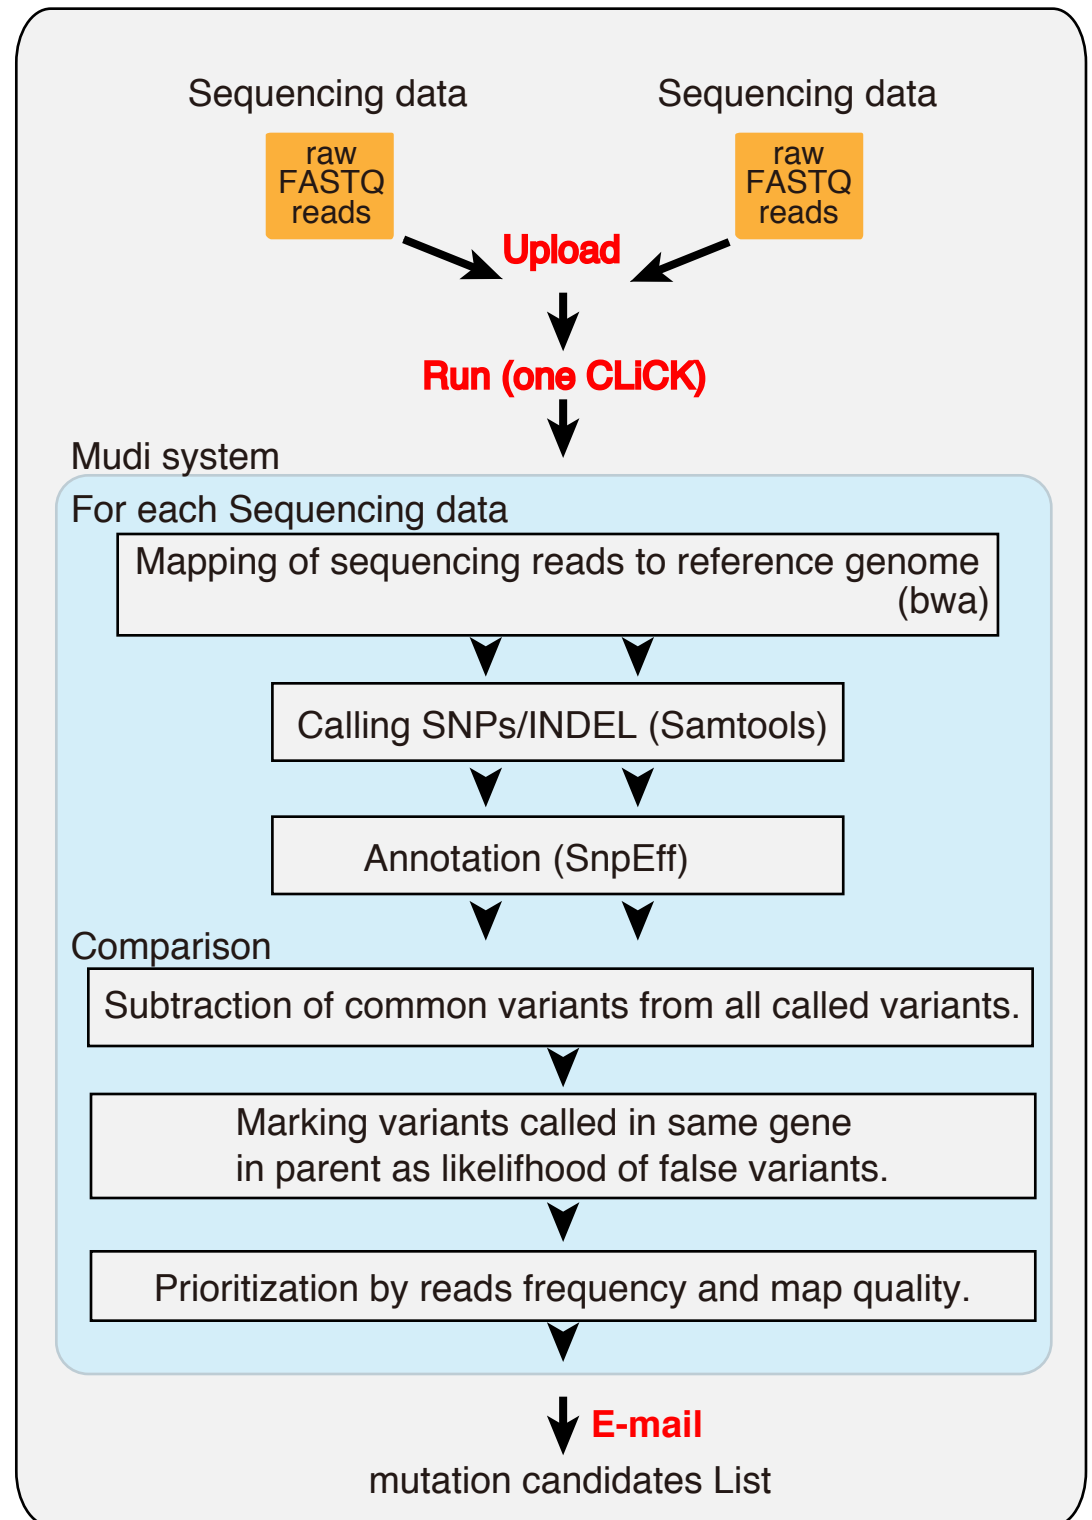 Sequencing data
Sequencing data
raw
FASTQ
reads
raw
FASTQ
reads
Upload
Run (one CLiCK)
Mudi system
For each Sequencing data
Mapping of sequencing reads to reference genome
(bwa)
Calling SNPs/INDEL (Samtools)
Annotation (SnpEff)
Comparison
Subtraction of common variants from all called variants.
Marking variants called in same gene
in parent as likelifhood of false variants.
Prioritization by reads frequency and map quality.
E-mail
mutation candidates List